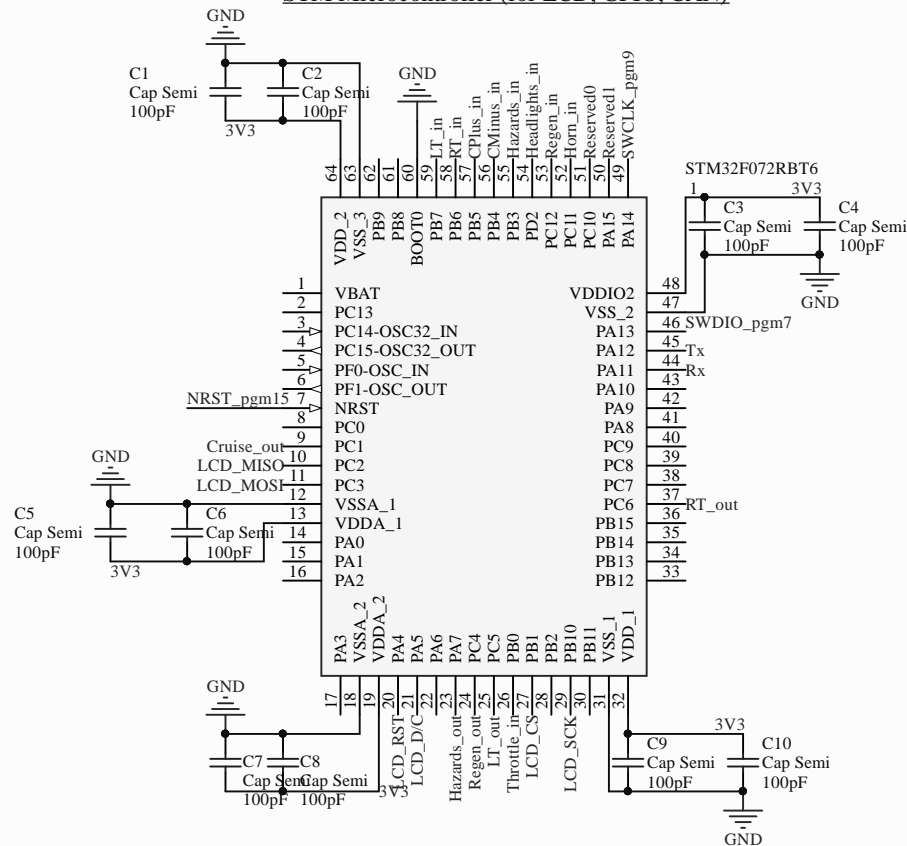 STM Microcontroller (for LCD, GPIO, CAN)
GND
C1
Cap Semi
100pF
C2
Cap Semi
100pF
3V3
GND
LT_in
RT_in
CPlus_in
CMinus_in
Hazards_in
Headlights_in
Regen_in
Horn_in
Reserved0
Reserved1
SWCLK_pgm9
64
63
62
61
60
59
58
57
56
55
54
53
52
51
50
49
VDD_2
VSS_3
PB9
PB8
BOOT0
PB7
PB6
PB5
PB4
PB3
PD2
PC12
PC11
PC10
PA15
PA14
STM32F072RBT6
1
3V3
C3
Cap Semi
100pF
C4
Cap Semi
100pF
GND
1 VBAT
2 PC13
3 PC14-OSC32_IN
4 PC15-OSC32_OUT
5 PF0-OSC_IN
6 PF1-OSC_OUT
NRST_pgm15 7 NRST
8 PC0
Cruise_out 9 PC1
LCD_MISO 10 PC2
LCD_MOSI 11 PC3
12 VSSA_1
13 VDDA_1
14 PA0
15 PA1
16 PA2
GND
C5
Cap Semi
100pF
C6
Cap Semi
100pF
3V3
VDDIO2 48
VSS_2 47
PA13 46 SWDIO_pgm7
PA12 45 Tx
PA11 44 Rx
PA10 43
PA9 42
PA8 41
PC9 40
PC8 39
PC7 38
PC6 37 RT_out
PB15 36
PB14 35
PB13 34
PB12 33
PA3
VSSA_2
VDDA_2
PA4
PA5
PA6
PA7
PC4
PC5
PB0
PB1
PB2
PB10
PB11
VSS_1
VDD_1
17
18
19
20
21
22
23
24
25
26
27
28
29
30
31
32
LCD_RST
LCD_D/C
Hazards_out
Regen_out
LT_out
Throttle_in
LCD_CS
LCD_SCK
GND
C7
Cap Semi
100pF
C8
Cap Semi
100pF
3V3
3V3
C9
Cap Semi
100pF
C10
Cap Semi
100pF
GND